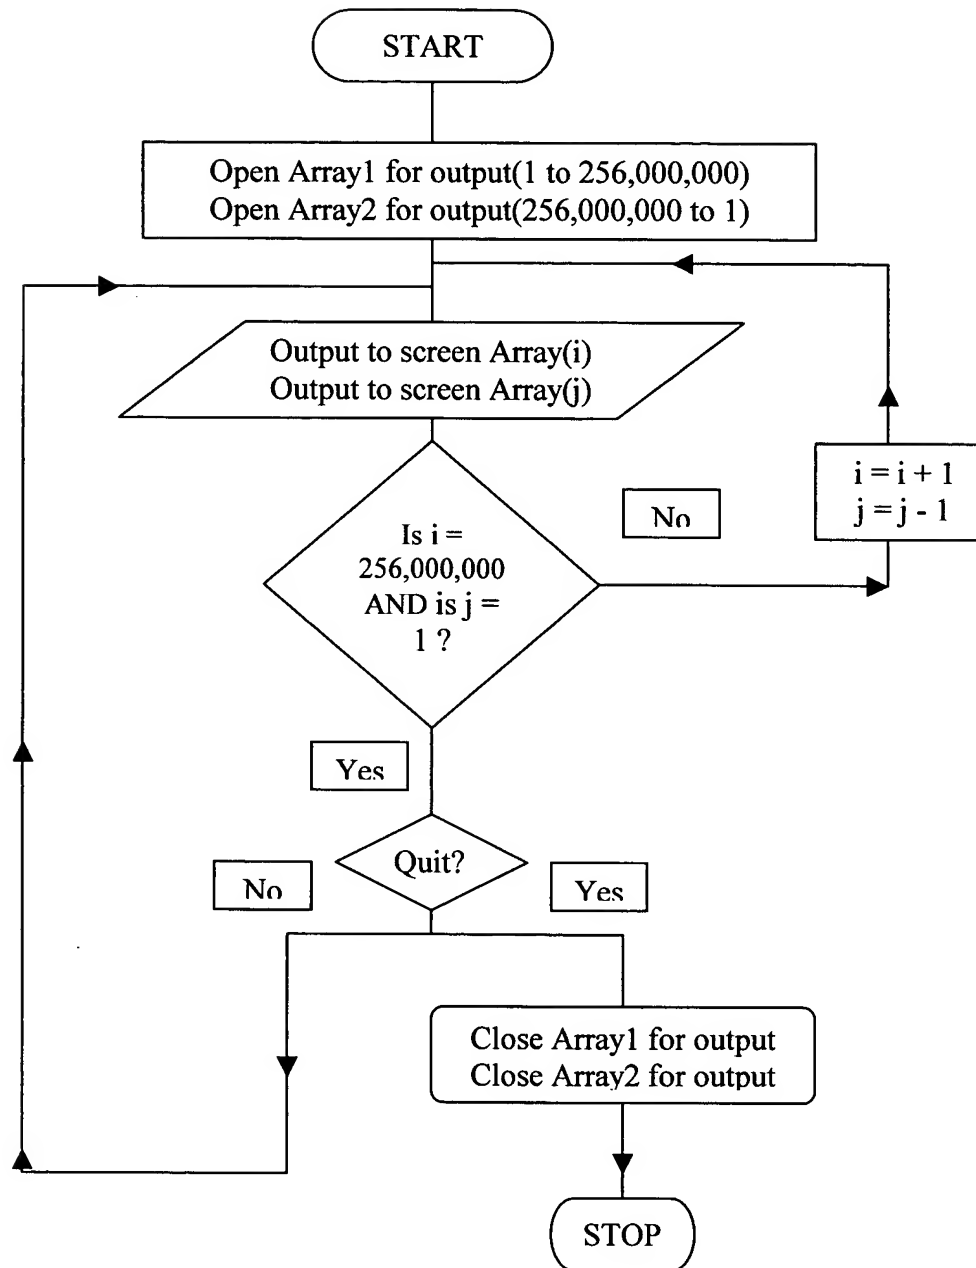 START
Open Array1 for output(1 to 256,000,000)
Open Array2 for output(256,000,000 to 1)
Output to screen Array(i)
Output to screen Array(j)
i = i + 1
j = j - 1
No
Is i =
256,000,000
AND is j =
1 ?
Yes
Quit?
No
Yes
Close Array1 for output
Close Array2 for output
STOP